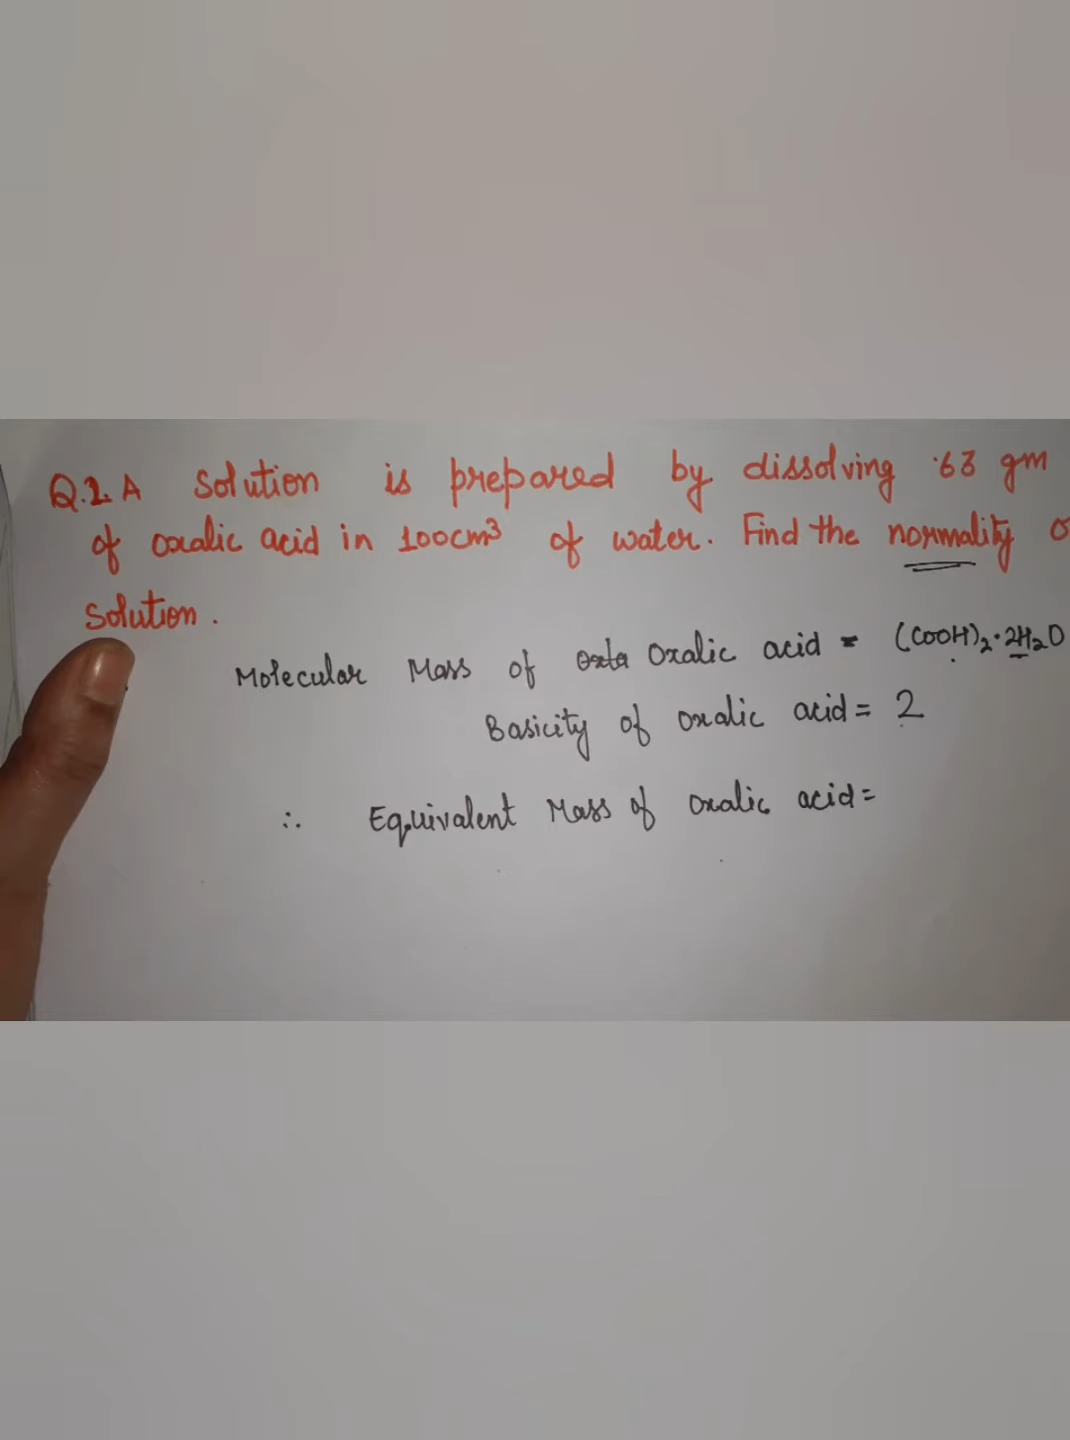 Q.1. A solution is prepared by dissolving .63 gm
of oxalic acid in 100cm³ of water. Find the normality
solution.
Molecular Mass of Oxalic acid = (COOH)₂·2H₂O
Basicity of oxalic acid = 2
∴ Equivalent Mass of oxalic acid =